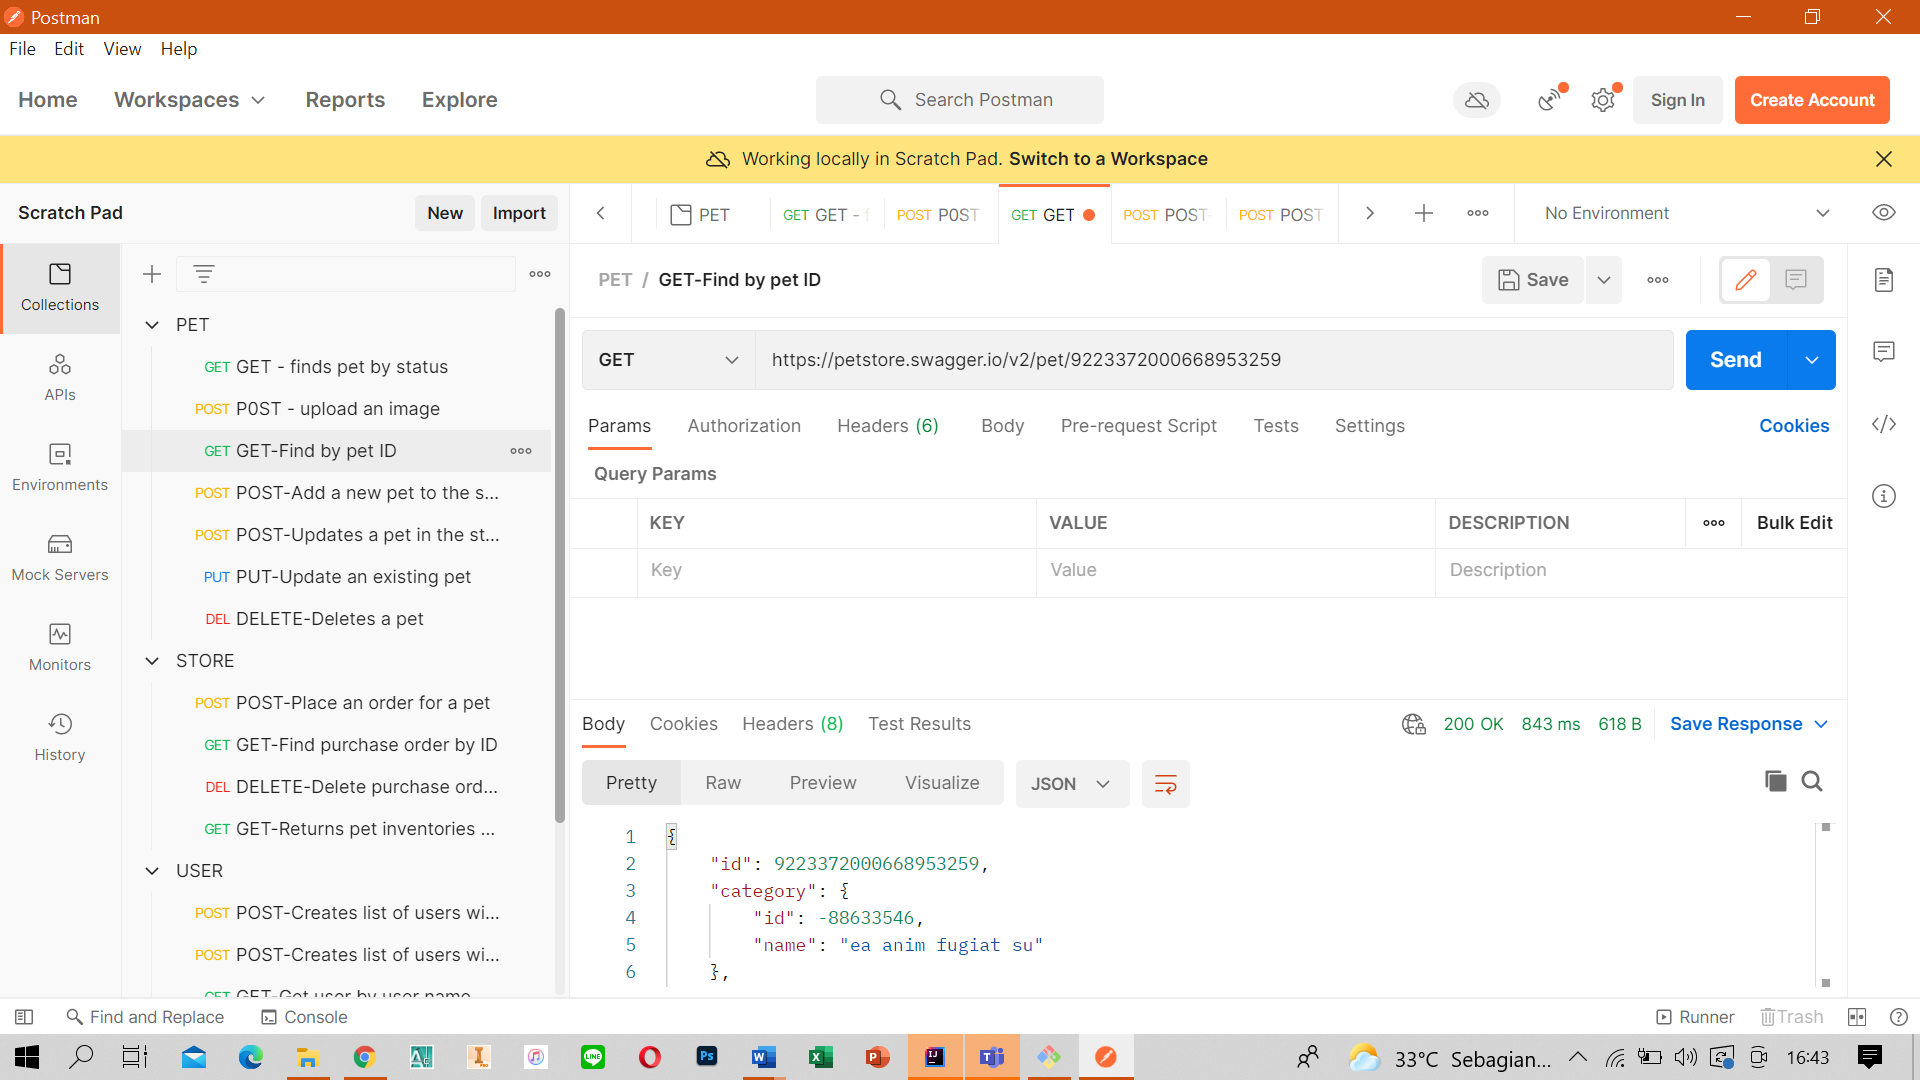 Postman
File Edit View Help
Home Workspaces Reports Explore
Search Postman
Sign In
Create Account
Working locally in Scratch Pad. Switch to a Workspace
Scratch Pad
New
Import
PET
GET GET -
POST P0ST
GET GET
POST POST
POST POST
No Environment
Collections
APIs
Environments
Mock Servers
Monitors
History
PET
GET GET - finds pet by status
POST P0ST - upload an image
GET GET-Find by pet ID
POST POST-Add a new pet to the s...
POST POST-Updates a pet in the st...
PUT PUT-Update an existing pet
DEL DELETE-Deletes a pet
STORE
POST POST-Place an order for a pet
GET GET-Find purchase order by ID
DEL DELETE-Delete purchase ord...
GET GET-Returns pet inventories ...
USER
POST POST-Creates list of users wi...
POST POST-Creates list of users wi...
GET GET-Get user by user name
PET / GET-Find by pet ID
Save
GET
https://petstore.swagger.io/v2/pet/9223372000668953259
Send
Params Authorization Headers (6) Body Pre-request Script Tests Settings
Cookies
Query Params
KEY VALUE DESCRIPTION
Bulk Edit
Key Value Description
Body Cookies Headers (8) Test Results
200 OK 843 ms 618 B
Save Response
Pretty Raw Preview Visualize
JSON
1 {
2 "id": 9223372000668953259,
3 "category": {
4 "id": -88633546,
5 "name": "ea anim fugiat su"
6 },
Find and Replace
Console
Runner
Trash
33°C Sebagian...
16:43